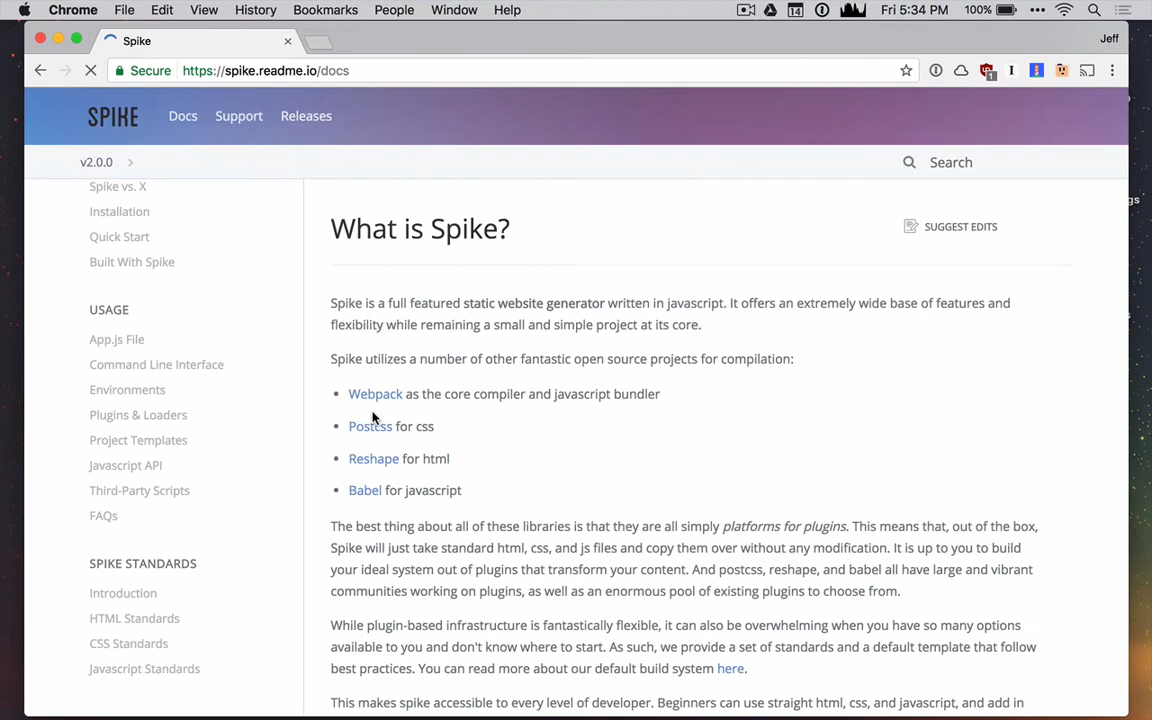 Chrome File Edit View History Bookmarks People Window Help 14 Fri 5:34 PM 100%
Spike Jeff
Secure https://spike.readme.io/docs 1
SPIKE Docs Support Releases
v2.0.0 Search
Spike vs. X
Installation
Quick Start
Built With Spike
USAGE
App.js File
Command Line Interface
Environments
Plugins & Loaders
Project Templates
Javascript API
Third-Party Scripts
FAQs
SPIKE STANDARDS
Introduction
HTML Standards
CSS Standards
Javascript Standards
What is Spike?
SUGGEST EDITS
Spike is a full featured static website generator written in javascript. It offers an extremely wide base of features and
flexibility while remaining a small and simple project at its core.
Spike utilizes a number of other fantastic open source projects for compilation:
• Webpack as the core compiler and javascript bundler
• Postcss for css
• Reshape for html
• Babel for javascript
The best thing about all of these libraries is that they are all simply platforms for plugins. This means that, out of the box,
Spike will just take standard html, css, and js files and copy them over without any modification. It is up to you to build
your ideal system out of plugins that transform your content. And postcss, reshape, and babel all have large and vibrant
communities working on plugins, as well as an enormous pool of existing plugins to choose from.
While plugin-based infrastructure is fantastically flexible, it can also be overwhelming when you have so many options
available to you and don't know where to start. As such, we provide a set of standards and a default template that follow
best practices. You can read more about our default build system here.
This makes spike accessible to every level of developer. Beginners can use straight html, css, and javascript, and add in